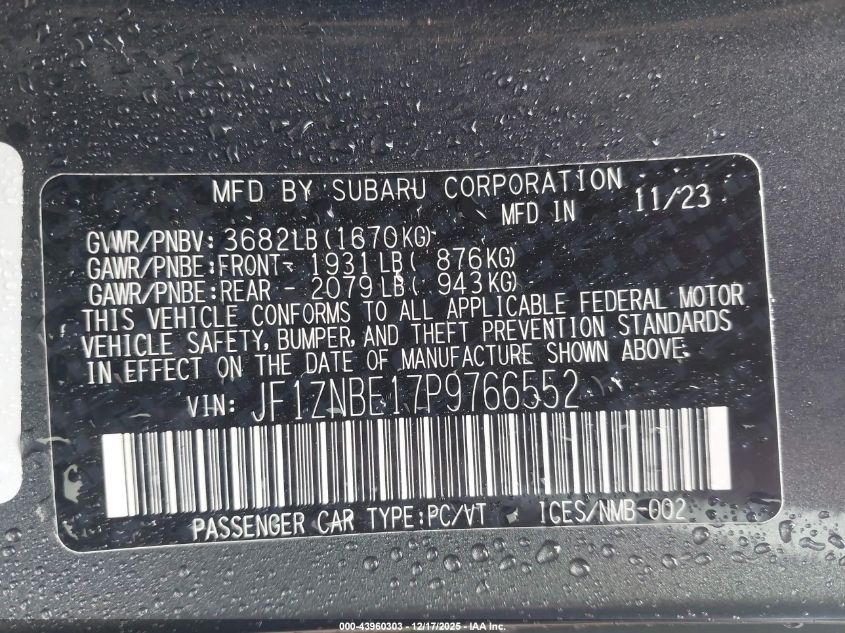 MFD BY SUBARU CORPORATION
MFD IN 11/23
GVWR/PNBV: 3682LB(1670KG)
GAWR/PNBE:FRONT- 1931LB( 876KG)
GAWR/PNBE:REAR - 2079LB( 943KG)
THIS VEHICLE CONFORMS TO ALL APPLICABLE FEDERAL MOTOR
VEHICLE SAFETY, BUMPER, AND THEFT PREVENTION STANDARDS
IN EFFECT ON THE DATE OF MANUFACTURE SHOWN ABOVE.
VIN: JF1ZNBE17P9766552
PASSENGER CAR TYPE:PC/VT ICES/NMB-002
000-43960303 - 12/17/2025 - IAA Inc.